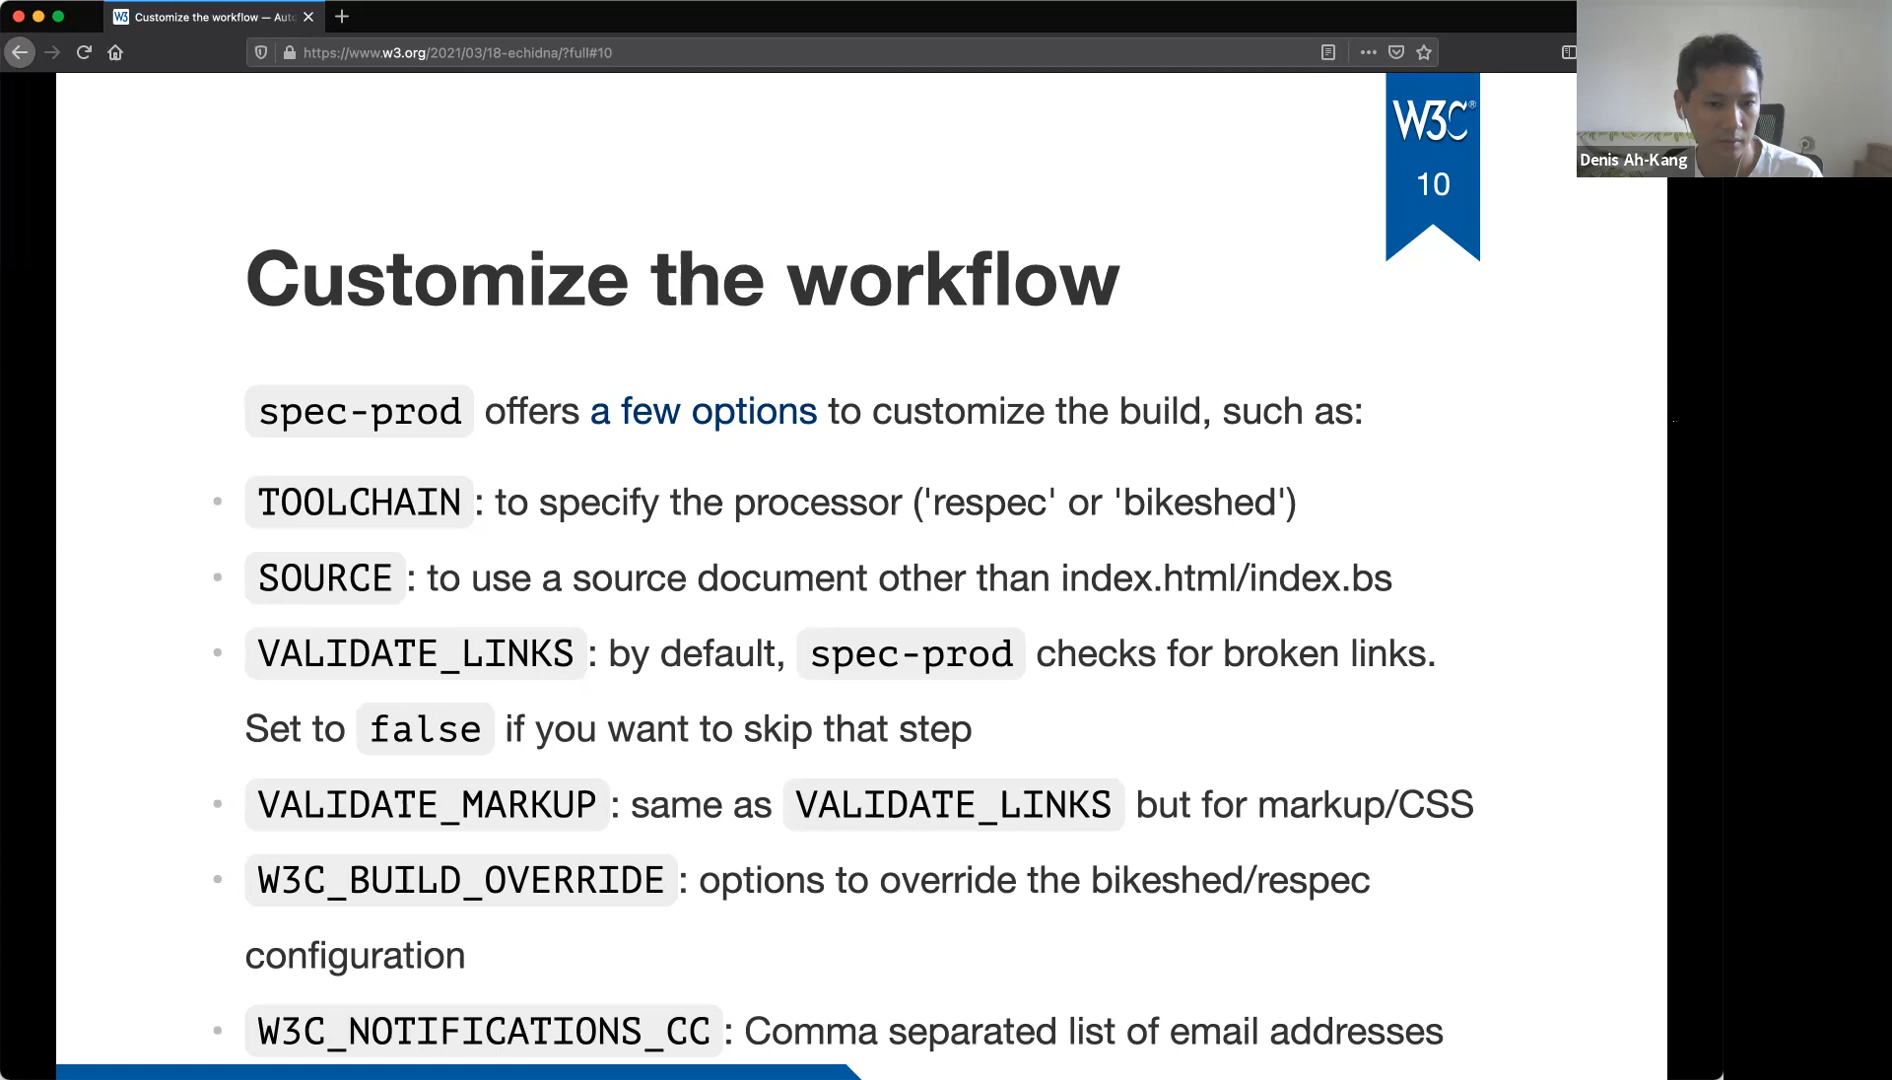 Customize the workflow — Aut
https://www.w3.org/2021/03/18-echidna/?full#10
W3C®
10
Denis Ah-Kang
Customize the workflow
spec-prod offers a few options to customize the build, such as:
TOOLCHAIN : to specify the processor ('respec' or 'bikeshed')
SOURCE : to use a source document other than index.html/index.bs
VALIDATE_LINKS : by default, spec-prod checks for broken links.
Set to false if you want to skip that step
VALIDATE_MARKUP : same as VALIDATE_LINKS but for markup/CSS
W3C_BUILD_OVERRIDE : options to override the bikeshed/respec
configuration
W3C_NOTIFICATIONS_CC : Comma separated list of email addresses